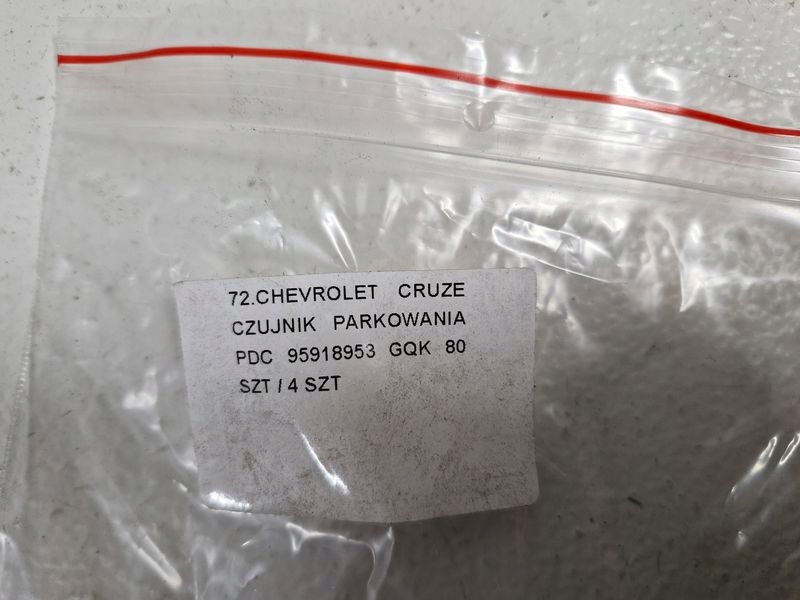 72.CHEVROLET CRUZE
CZUJNIK PARKOWANIA
PDC 95918953 GQK 80
SZT / 4 SZT